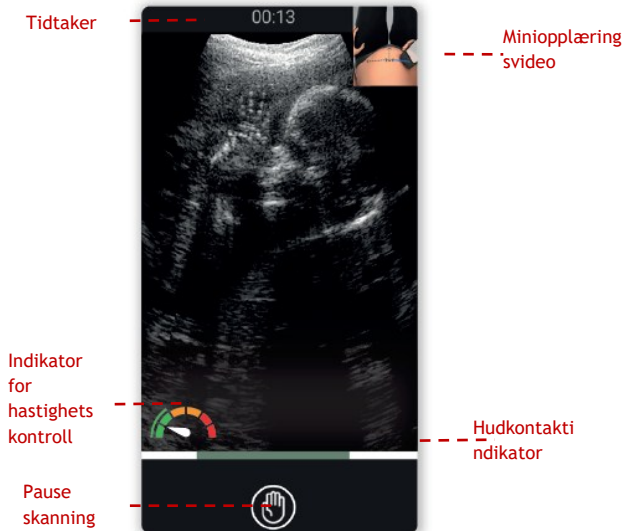 Tidtaker
00:13
Miniopplæring
svideo
Indikator
for
hastighets
kontroll
Hudkontakti
ndikator
Pause
skanning